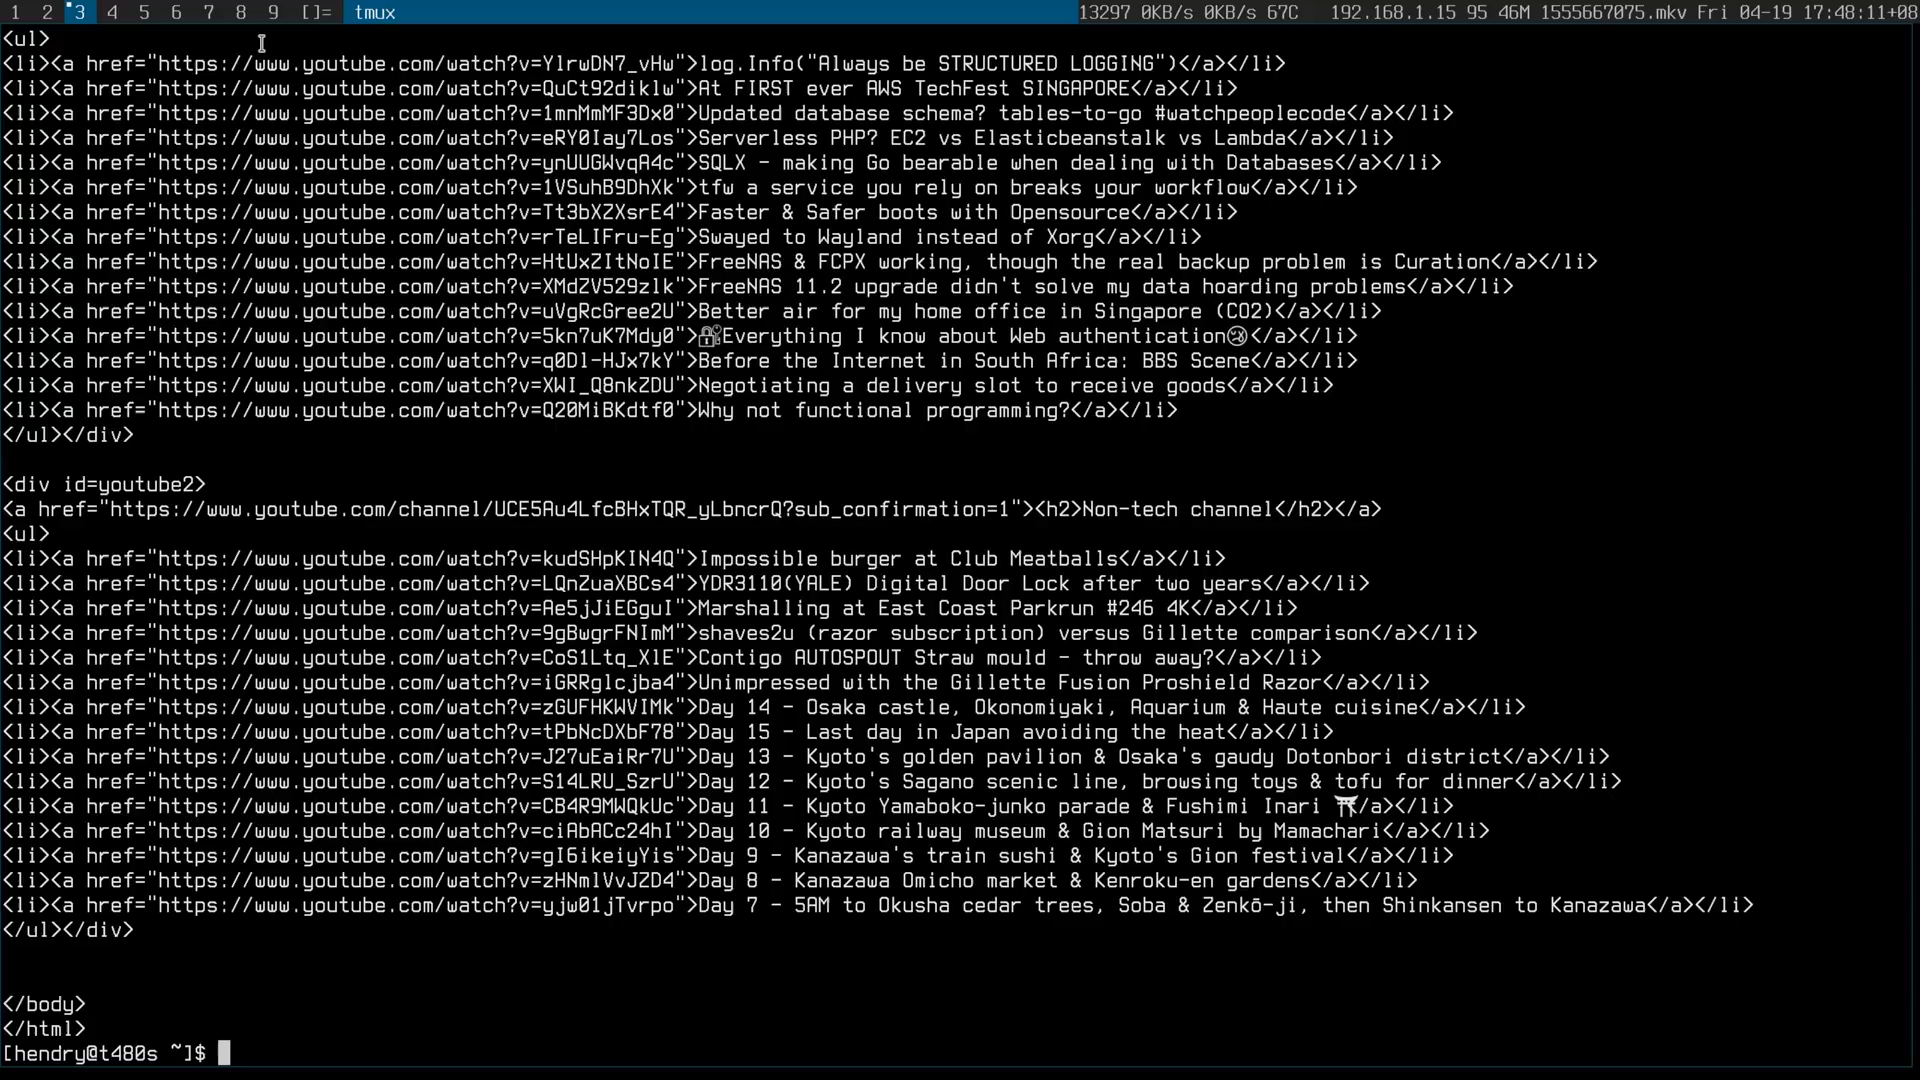 1 2 3 4 5 6 7 8 9 []= tmux 13297 0KB/s 0KB/s 67C 192.168.1.15 95 46M 1555667075.mkv Fri 04-19 17:48:11+08
<ul>
<li><a href="https://www.youtube.com/watch?v=YlrwDN7_vHw">log.Info("Always be STRUCTURED LOGGING")</a></li>
<li><a href="https://www.youtube.com/watch?v=QuCt92diklw">At FIRST ever AWS TechFest SINGAPORE</a></li>
<li><a href="https://www.youtube.com/watch?v=1mnMmMF3Dx0">Updated database schema? tables-to-go #watchpeoplecode</a></li>
<li><a href="https://www.youtube.com/watch?v=eRY0Iay7Los">Serverless PHP? EC2 vs Elasticbeanstalk vs Lambda</a></li>
<li><a href="https://www.youtube.com/watch?v=ynUUGWvqA4c">SQLX - making Go bearable when dealing with Databases</a></li>
<li><a href="https://www.youtube.com/watch?v=1VSuhB9DhXk">tfw a service you rely on breaks your workflow</a></li>
<li><a href="https://www.youtube.com/watch?v=Tt3bXZXsrE4">Faster & Safer boots with Opensource</a></li>
<li><a href="https://www.youtube.com/watch?v=rTeLIFru-Eg">Swayed to Wayland instead of Xorg</a></li>
<li><a href="https://www.youtube.com/watch?v=HtUxZItNoIE">FreeNAS & FCPX working, though the real backup problem is Curation</a></li>
<li><a href="https://www.youtube.com/watch?v=XMdZV529zlk">FreeNAS 11.2 upgrade didn't solve my data hoarding problems</a></li>
<li><a href="https://www.youtube.com/watch?v=uVgRcGree2U">Better air for my home office in Singapore (CO2)</a></li>
<li><a href="https://www.youtube.com/watch?v=5kn7uK7Mdy0">🔐Everything I know about Web authentication😢</a></li>
<li><a href="https://www.youtube.com/watch?v=q0Dl-HJx7kY">Before the Internet in South Africa: BBS Scene</a></li>
<li><a href="https://www.youtube.com/watch?v=XWI_Q8nkZDU">Negotiating a delivery slot to receive goods</a></li>
<li><a href="https://www.youtube.com/watch?v=Q20MiBKdtf0">Why not functional programming?</a></li>
</ul></div>
<div id=youtube2>
<a href="https://www.youtube.com/channel/UCE5Au4LfcBHxTQR_yLbncrQ?sub_confirmation=1"><h2>Non-tech channel</h2></a>
<ul>
<li><a href="https://www.youtube.com/watch?v=kudSHpKIN4Q">Impossible burger at Club Meatballs</a></li>
<li><a href="https://www.youtube.com/watch?v=LQnZuaXBCs4">YDR3110(YALE) Digital Door Lock after two years</a></li>
<li><a href="https://www.youtube.com/watch?v=Ae5jJiEGguI">Marshalling at East Coast Parkrun #246 4K</a></li>
<li><a href="https://www.youtube.com/watch?v=9gBwgrFNImM">shaves2u (razor subscription) versus Gillette comparison</a></li>
<li><a href="https://www.youtube.com/watch?v=CoS1Ltq_XlE">Contigo AUTOSPOUT Straw mould - throw away?</a></li>
<li><a href="https://www.youtube.com/watch?v=iGRRglcjba4">Unimpressed with the Gillette Fusion Proshield Razor</a></li>
<li><a href="https://www.youtube.com/watch?v=zGUFHKWVIMk">Day 14 - Osaka castle, Okonomiyaki, Aquarium & Haute cuisine</a></li>
<li><a href="https://www.youtube.com/watch?v=tPbNcDXbF78">Day 15 - Last day in Japan avoiding the heat</a></li>
<li><a href="https://www.youtube.com/watch?v=J27uEaiRr7U">Day 13 - Kyoto's golden pavilion & Osaka's gaudy Dotonbori district</a></li>
<li><a href="https://www.youtube.com/watch?v=S14LRU_SzrU">Day 12 - Kyoto's Sagano scenic line, browsing toys & tofu for dinner</a></li>
<li><a href="https://www.youtube.com/watch?v=CB4R9MWQkUc">Day 11 - Kyoto Yamaboko-junko parade & Fushimi Inari ⛩</a></li>
<li><a href="https://www.youtube.com/watch?v=ciAbACc24hI">Day 10 - Kyoto railway museum & Gion Matsuri by Mamachari</a></li>
<li><a href="https://www.youtube.com/watch?v=gI6ikeiyYis">Day 9 - Kanazawa's train sushi & Kyoto's Gion festival</a></li>
<li><a href="https://www.youtube.com/watch?v=zHNmlVvJZD4">Day 8 - Kanazawa Omicho market & Kenroku-en gardens</a></li>
<li><a href="https://www.youtube.com/watch?v=yjw01jTvrpo">Day 7 - 5AM to Okusha cedar trees, Soba & Zenkō-ji, then Shinkansen to Kanazawa</a></li>
</ul></div>
</body>
</html>
[hendry@t480s ~]$